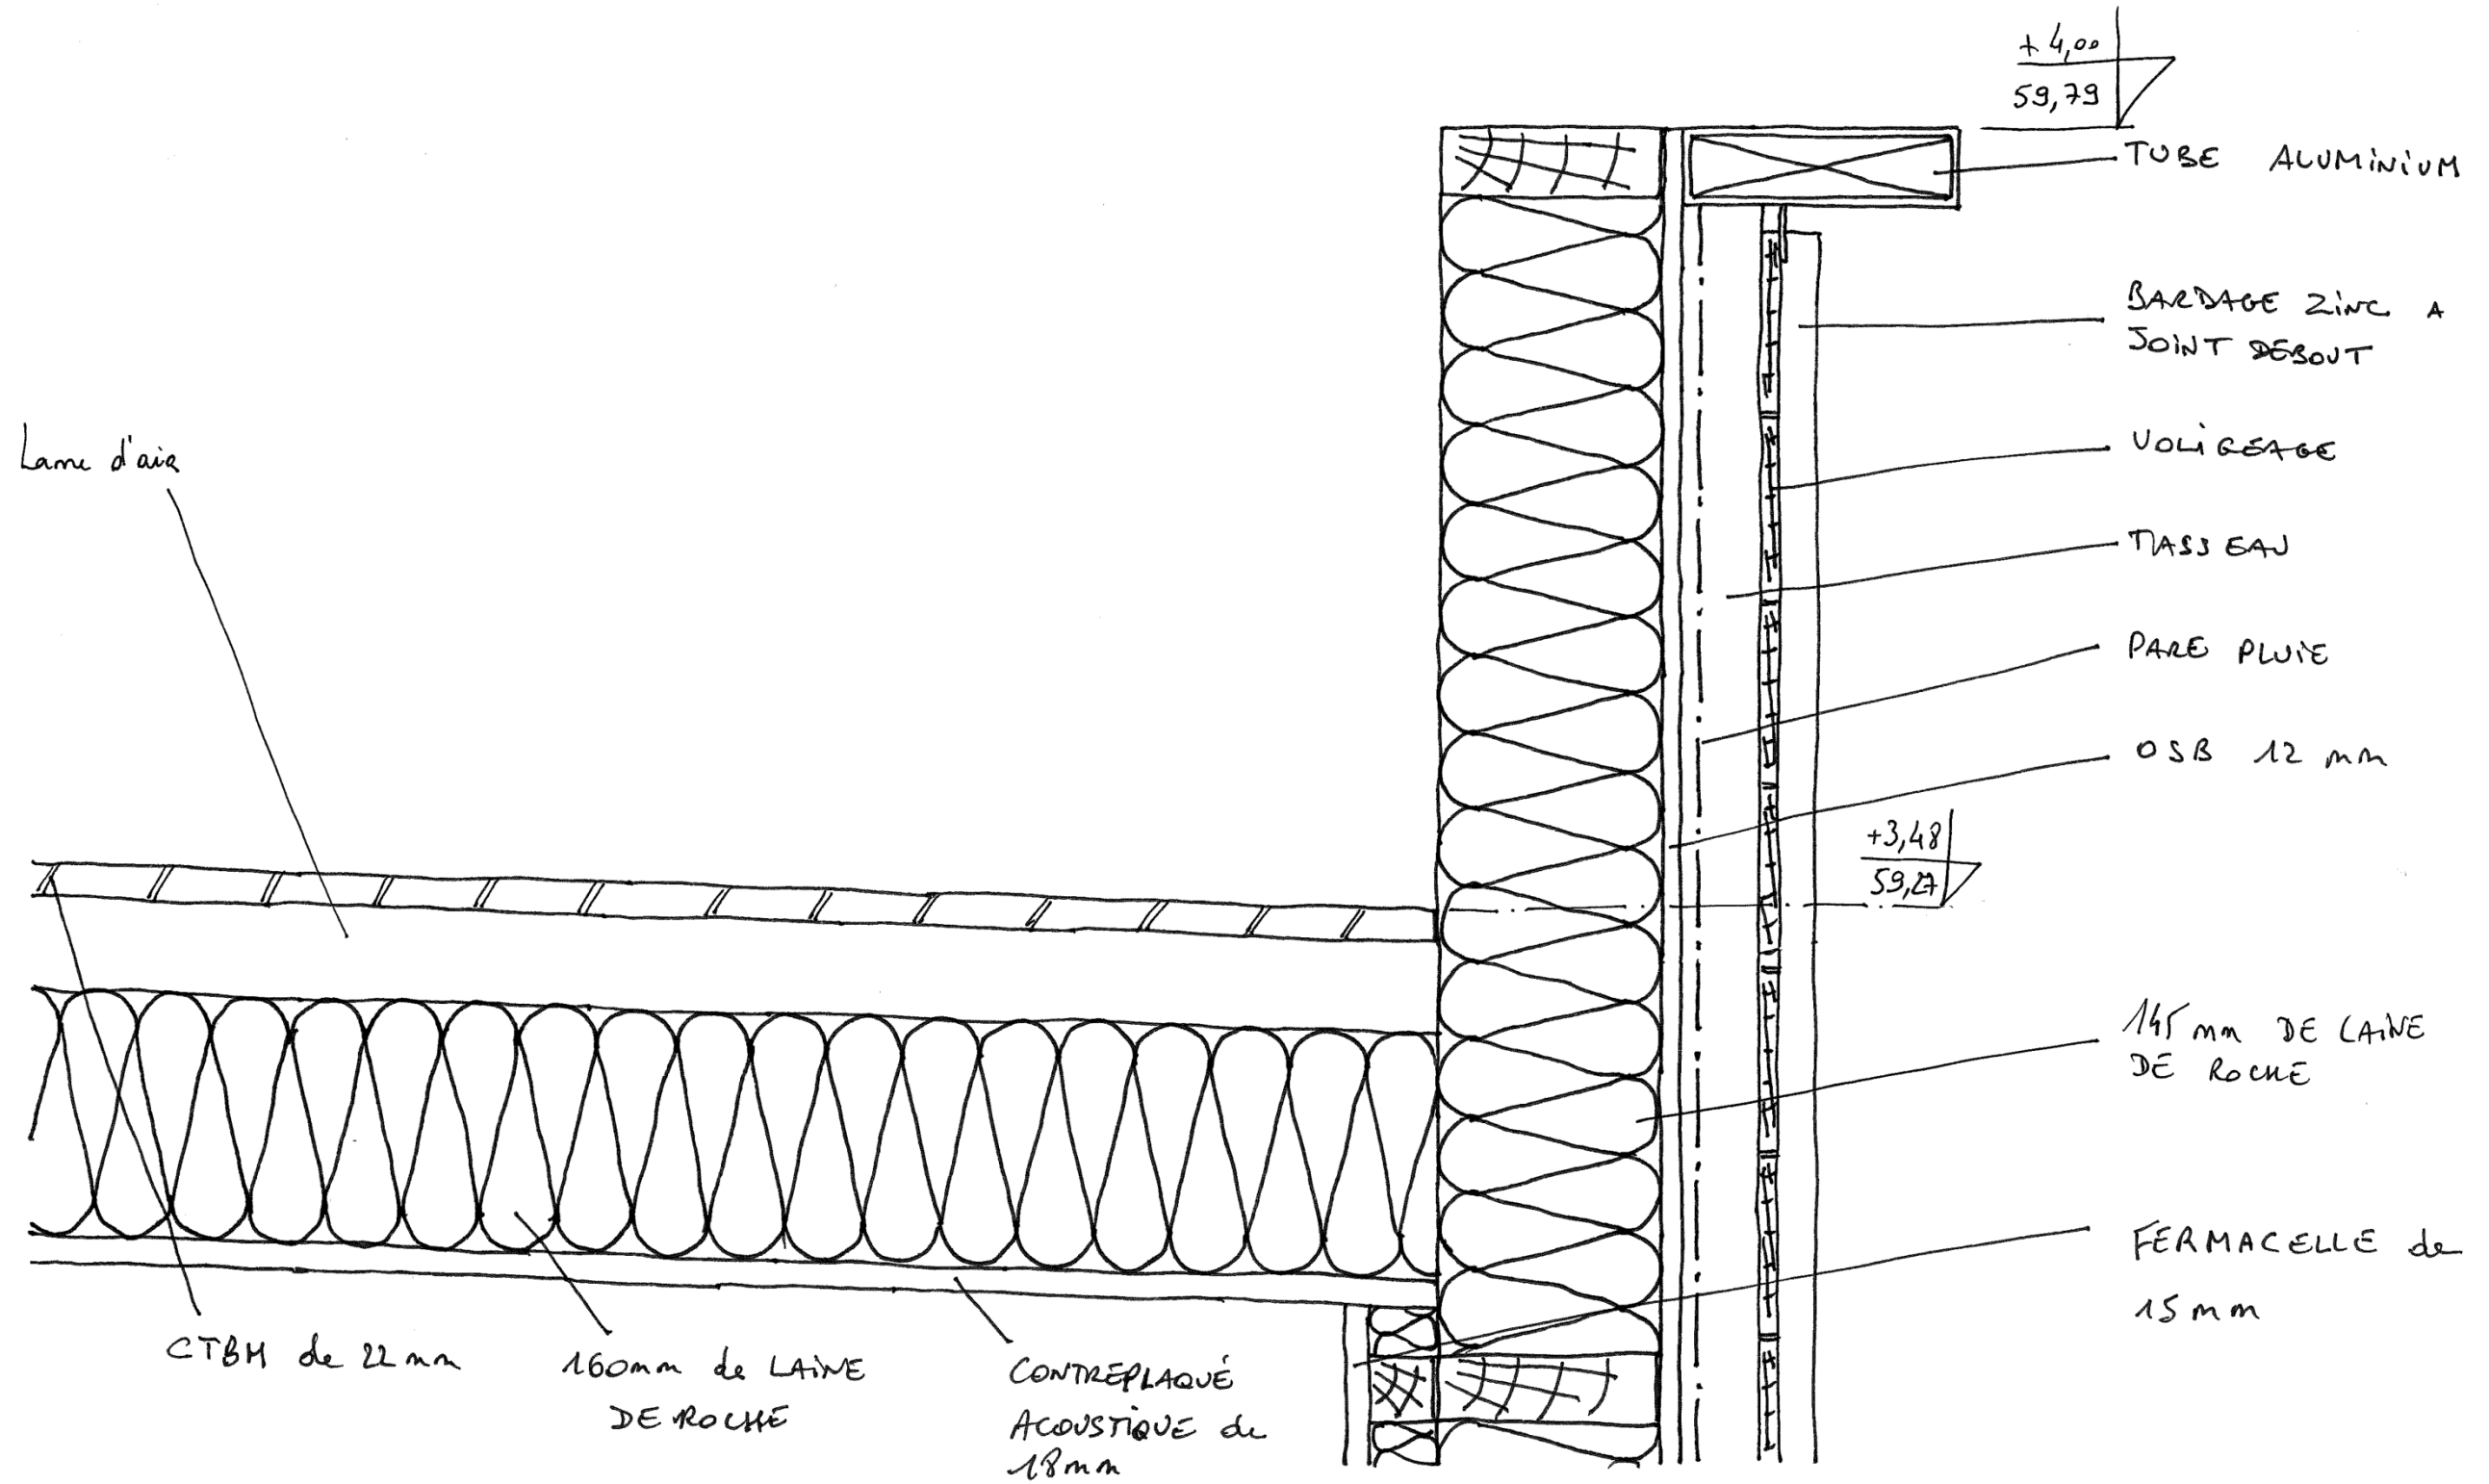 + 4,00
59,79
TUBE ALUMiNiUM
BARDAGE ZiNC A
JOiNT DEBOUT
VOLiGEAGE
Lame d'air
TASSEAU
PARE PLUiE
OSB 12 mm
+3,48
59,27
145 mm DE LAiNE
DE ROCHE
FERMACELLE de
15 mm
CTBH de 22 mm
160mm de LAiNE
DE ROCHE
CONTREPLAQUÉ
ACOUSTiQUE de
18 mm